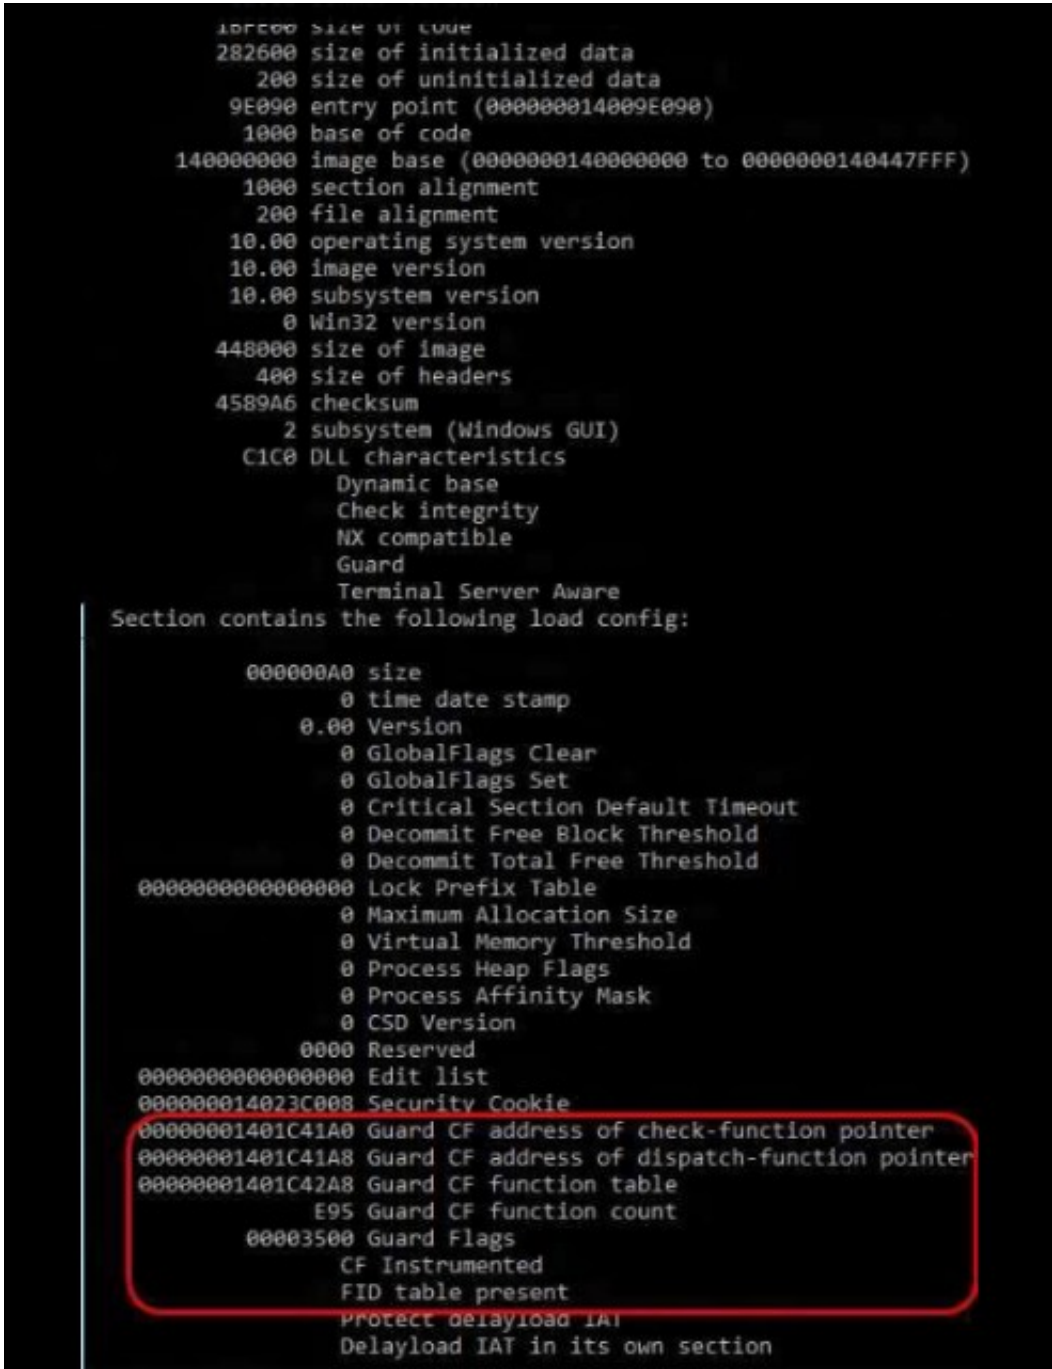 1BFE00 size of code
282600 size of initialized data
200 size of uninitialized data
9E090 entry point (000000014009E090)
1000 base of code
140000000 image base (0000000140000000 to 0000000140447FFF)
1000 section alignment
200 file alignment
10.00 operating system version
10.00 image version
10.00 subsystem version
0 Win32 version
448000 size of image
400 size of headers
4589A6 checksum
2 subsystem (Windows GUI)
C1C0 DLL characteristics
Dynamic base
Check integrity
NX compatible
Guard
Terminal Server Aware
Section contains the following load config:
000000A0 size
0 time date stamp
0.00 Version
0 GlobalFlags Clear
0 GlobalFlags Set
0 Critical Section Default Timeout
0 Decommit Free Block Threshold
0 Decommit Total Free Threshold
0000000000000000 Lock Prefix Table
0 Maximum Allocation Size
0 Virtual Memory Threshold
0 Process Heap Flags
0 Process Affinity Mask
0 CSD Version
0000 Reserved
0000000000000000 Edit list
000000014023C008 Security Cookie
00000001401C41A0 Guard CF address of check-function pointer
00000001401C41A8 Guard CF address of dispatch-function pointer
00000001401C42A8 Guard CF function table
E95 Guard CF function count
00003500 Guard Flags
CF Instrumented
FID table present
Protect delayload IAT
Delayload IAT in its own section